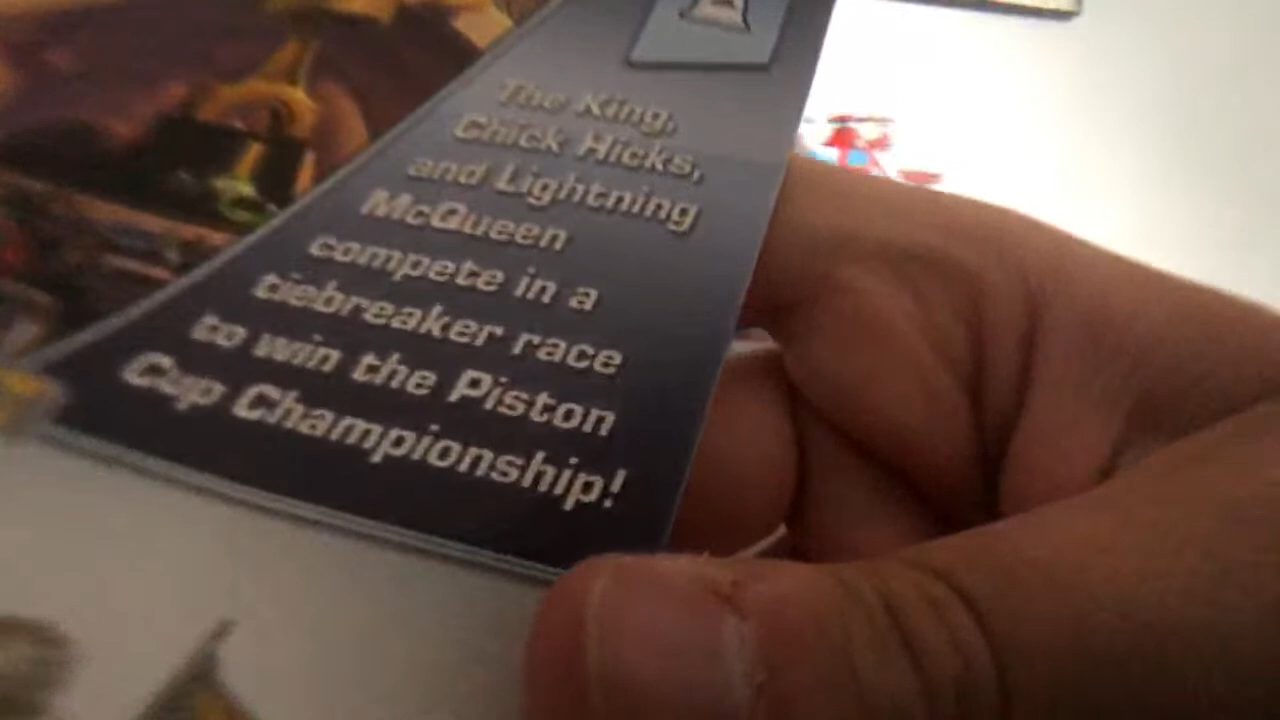 The King,
Chick Hicks,
and Lightning
McQueen
compete in a
tiebreaker race
to win the Piston
Cup Championship!